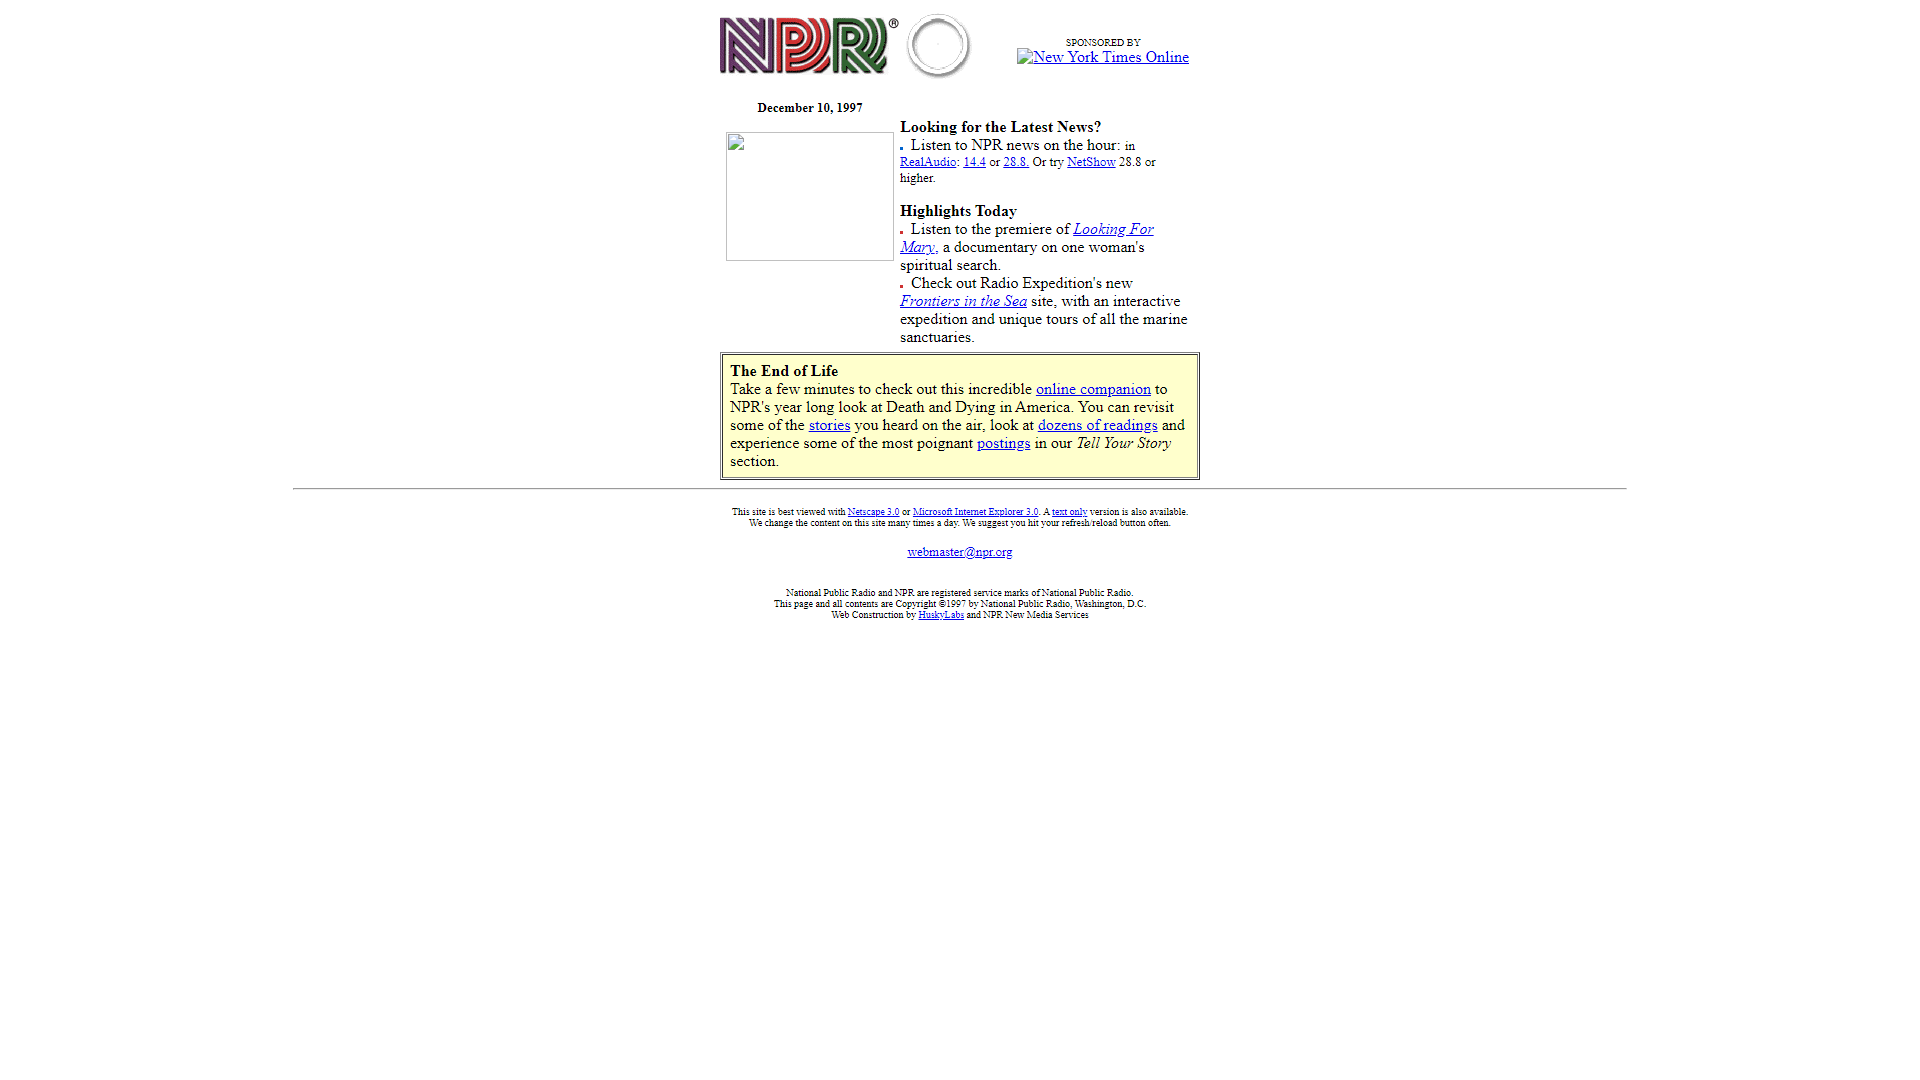 NPR®
SPONSORED BY
New York Times Online
December 10, 1997
Looking for the Latest News?
Listen to NPR news on the hour: in
RealAudio: 14.4 or 28.8. Or try NetShow 28.8 or
higher.
Highlights Today
Listen to the premiere of Looking For
Mary, a documentary on one woman's
spiritual search.
Check out Radio Expedition's new
Frontiers in the Sea site, with an interactive
expedition and unique tours of all the marine
sanctuaries.
The End of Life
Take a few minutes to check out this incredible online companion to
NPR's year long look at Death and Dying in America. You can revisit
some of the stories you heard on the air, look at dozens of readings and
experience some of the most poignant postings in our Tell Your Story
section.
This site is best viewed with Netscape 3.0 or Microsoft Internet Explorer 3.0. A text only version is also available.
We change the content on this site many times a day. We suggest you hit your refresh/reload button often.
webmaster@npr.org
National Public Radio and NPR are registered service marks of National Public Radio.
This page and all contents are Copyright ©1997 by National Public Radio, Washington, D.C.
Web Construction by HuskyLabs and NPR New Media Services